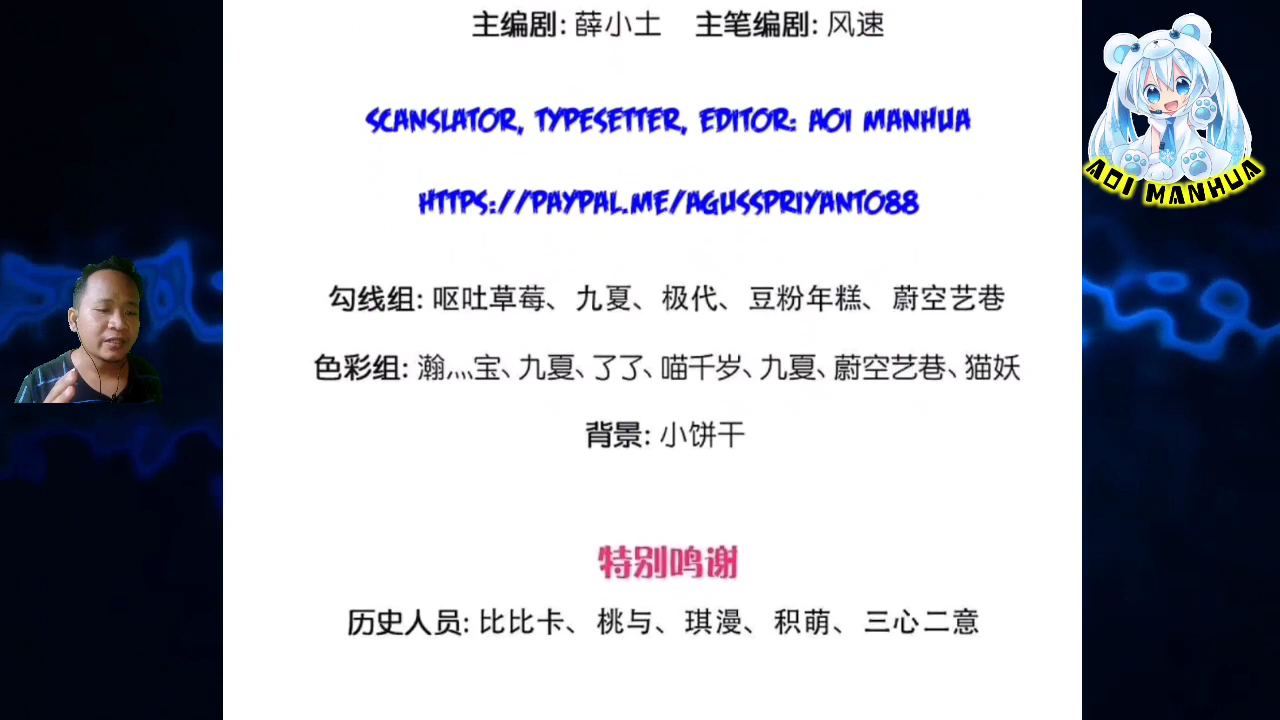 主编剧: 薛小土 主笔编剧: 风速
SCANSLATOR, TYPESETTER, EDITOR: AOI MANHUA
HTTPS://PAYPAL.ME/AGUSSPRIYANTO88
勾线组: 呕吐草莓、九夏、极代、豆粉年糕、蔚空艺巷
色彩组: 瀚灬宝、九夏、了了、喵千岁、九夏、蔚空艺巷、猫妖
背景: 小饼干
特别鸣谢
历史人员: 比比卡、桃与、琪漫、积萌、三心二意
AOI MANHUA